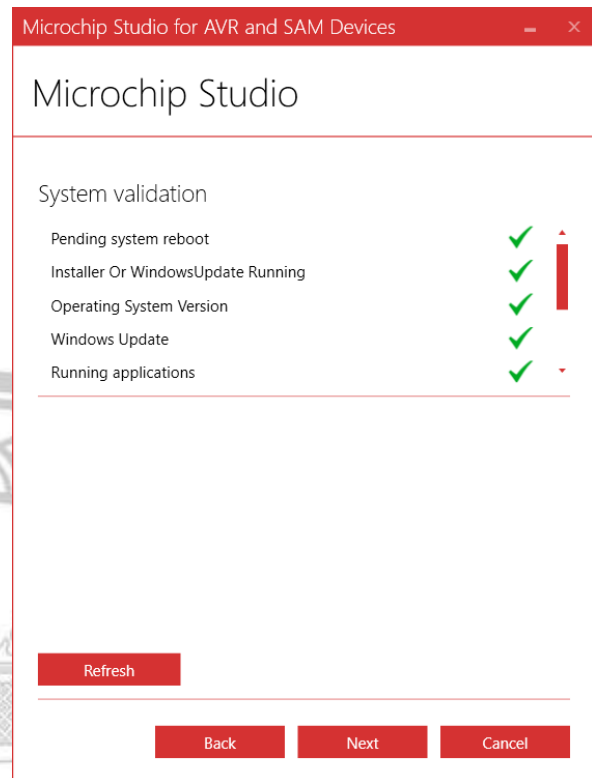 Microchip Studio for AVR and SAM Devices
Microchip Studio
System validation
Pending system reboot
Installer Or WindowsUpdate Running
Operating System Version
Windows Update
Running applications
Refresh
Back Next Cancel